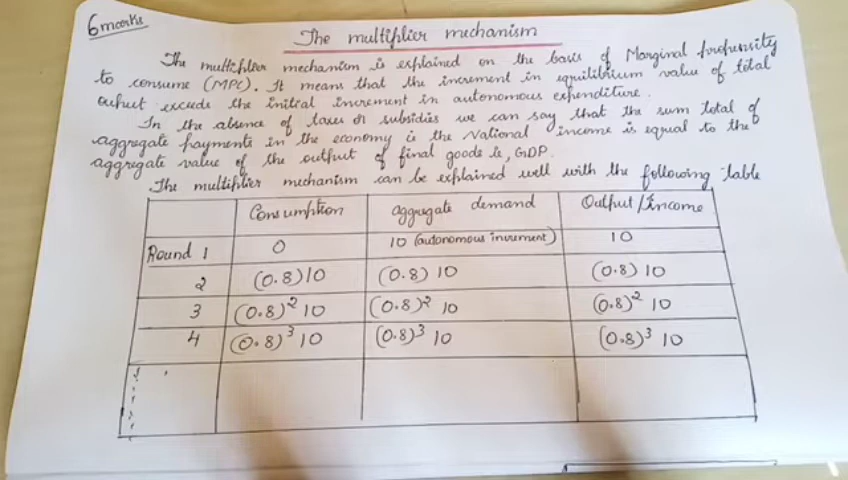 6 marks
The multiplier mechanism
The multiplier mechanism is explained on the basis of Marginal propensity
to consume (MPC). It means that the increment in equilibrium value of total
output exceeds the initial increment in autonomous expenditure.
In the absence of taxes or subsidies we can say that the sum total of
aggregate payments in the economy ie National income is equal to the
aggregate value of the output of final goods ie, GDP.
The multiplier mechanism can be explained well with the following table
Consumption aggregate demand Output/Income
Round 1 0 10 (autonomous increment) 10
2 (0.8)10 (0.8) 10 (0.8) 10
3 (0.8)² 10 (0.8)² 10 (0.8)² 10
4 (0.8)³ 10 (0.8)³ 10 (0.8)³ 10